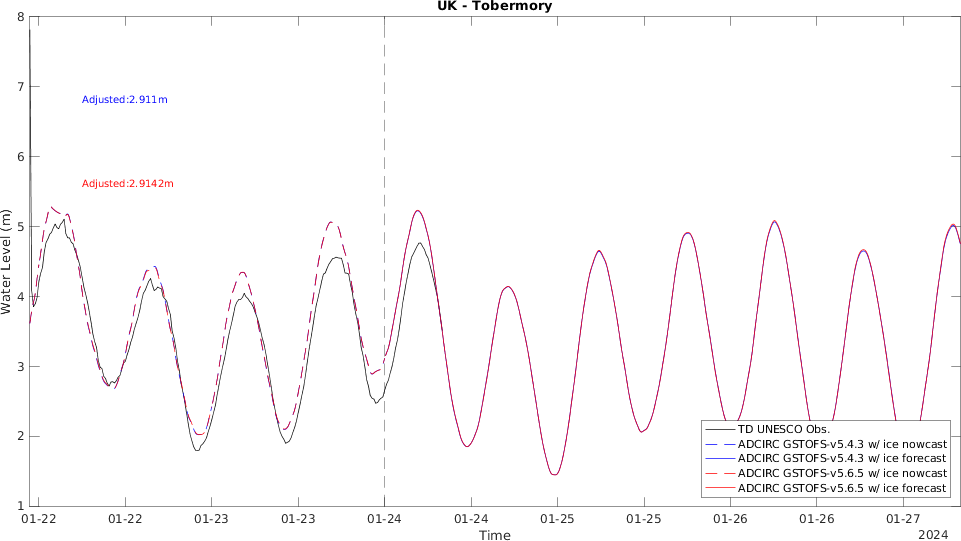 UK - Tobermory
8
7
6
5
4
3
2
1
Water Level (m)
Adjusted:2.911m
Adjusted:2.9142m
TD UNESCO Obs.
ADCIRC GSTOFS-v5.4.3 w/ ice nowcast
ADCIRC GSTOFS-v5.4.3 w/ ice forecast
ADCIRC GSTOFS-v5.6.5 w/ ice nowcast
ADCIRC GSTOFS-v5.6.5 w/ ice forecast
01-22 01-22 01-23 01-23 01-24 01-24 01-25 01-25 01-26 01-26 01-27
Time
2024